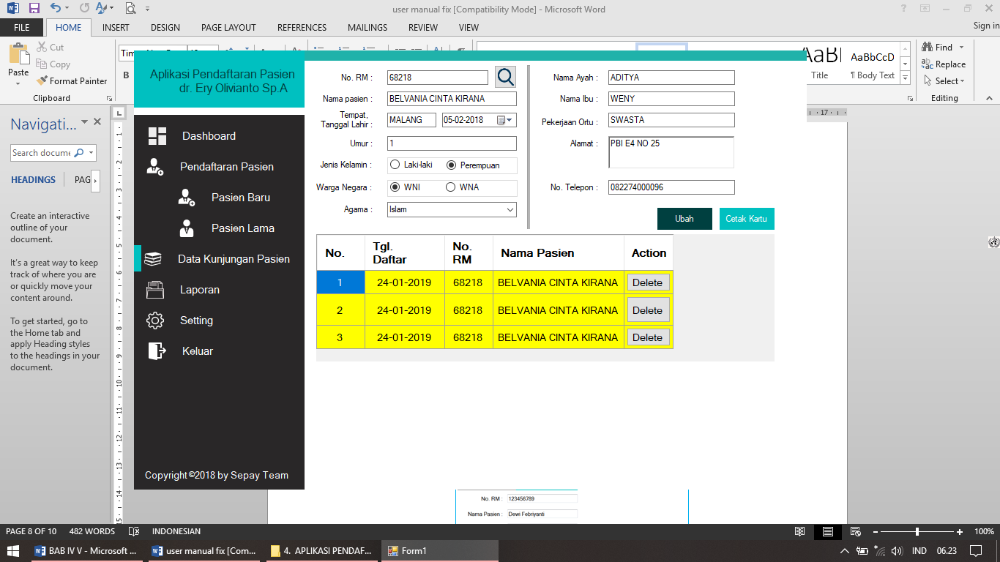 user manual fix [Compatibility Mode] - Microsoft Word
FILE HOME INSERT DESIGN PAGE LAYOUT REFERENCES MAILINGS REVIEW VIEW Sign in
Paste
Cut
Copy
Format Painter
Clipboard
B
AaBl AaBbCcD
Title ¶ Body Text
Find
Replace
Select
Editing
Navigati...
Search docume
HEADINGS PAG
Create an interactive
outline of your
document.
It's a great way to keep
track of where you are
or quickly move your
content around.
To get started, go to
the Home tab and
apply Heading styles
to the headings in your
document.
Aplikasi Pendaftaran Pasien
dr. Ery Olivianto Sp.A
Dashboard
Pendaftaran Pasien
Pasien Baru
Pasien Lama
Data Kunjungan Pasien
Laporan
Setting
Keluar
Copyright©2018 by Sepay Team
No. RM : 68218
Nama pasien : BELVANIA CINTA KIRANA
Tempat,
Tanggal Lahir : MALANG 05-02-2018
Umur : 1
Jenis Kelamin : Laki-laki Perempuan
Warga Negara : WNI WNA
Agama : Islam
Nama Ayah : ADITYA
Nama Ibu : WENY
Pekerjaan Ortu : SWASTA
Alamat : PBI E4 NO 25
No. Telepon : 082274000096
Ubah Cetak Kartu
No. Tgl. Daftar No. RM Nama Pasien Action
1 24-01-2019 68218 BELVANIA CINTA KIRANA Delete
2 24-01-2019 68218 BELVANIA CINTA KIRANA Delete
3 24-01-2019 68218 BELVANIA CINTA KIRANA Delete
No. RM : 123456789
Nama Pasien : Dewi Febriyanti
PAGE 8 OF 10 482 WORDS INDONESIAN 100%
BAB IV V - Microsoft ... user manual fix [Com... 4. APLIKASI PENDAF... Form1 IND 06.23